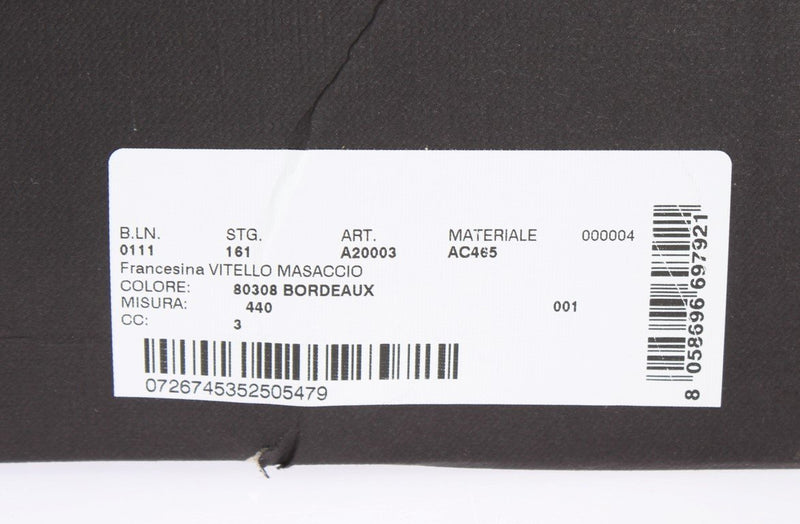 B.LN. STG. ART. MATERIALE 000004
0111 161 A20003 AC465
Francesina VITELLO MASACCIO
COLORE: 80308 BORDEAUX
MISURA: 440 001
CC: 3
0726745352505479
8 058696 697921